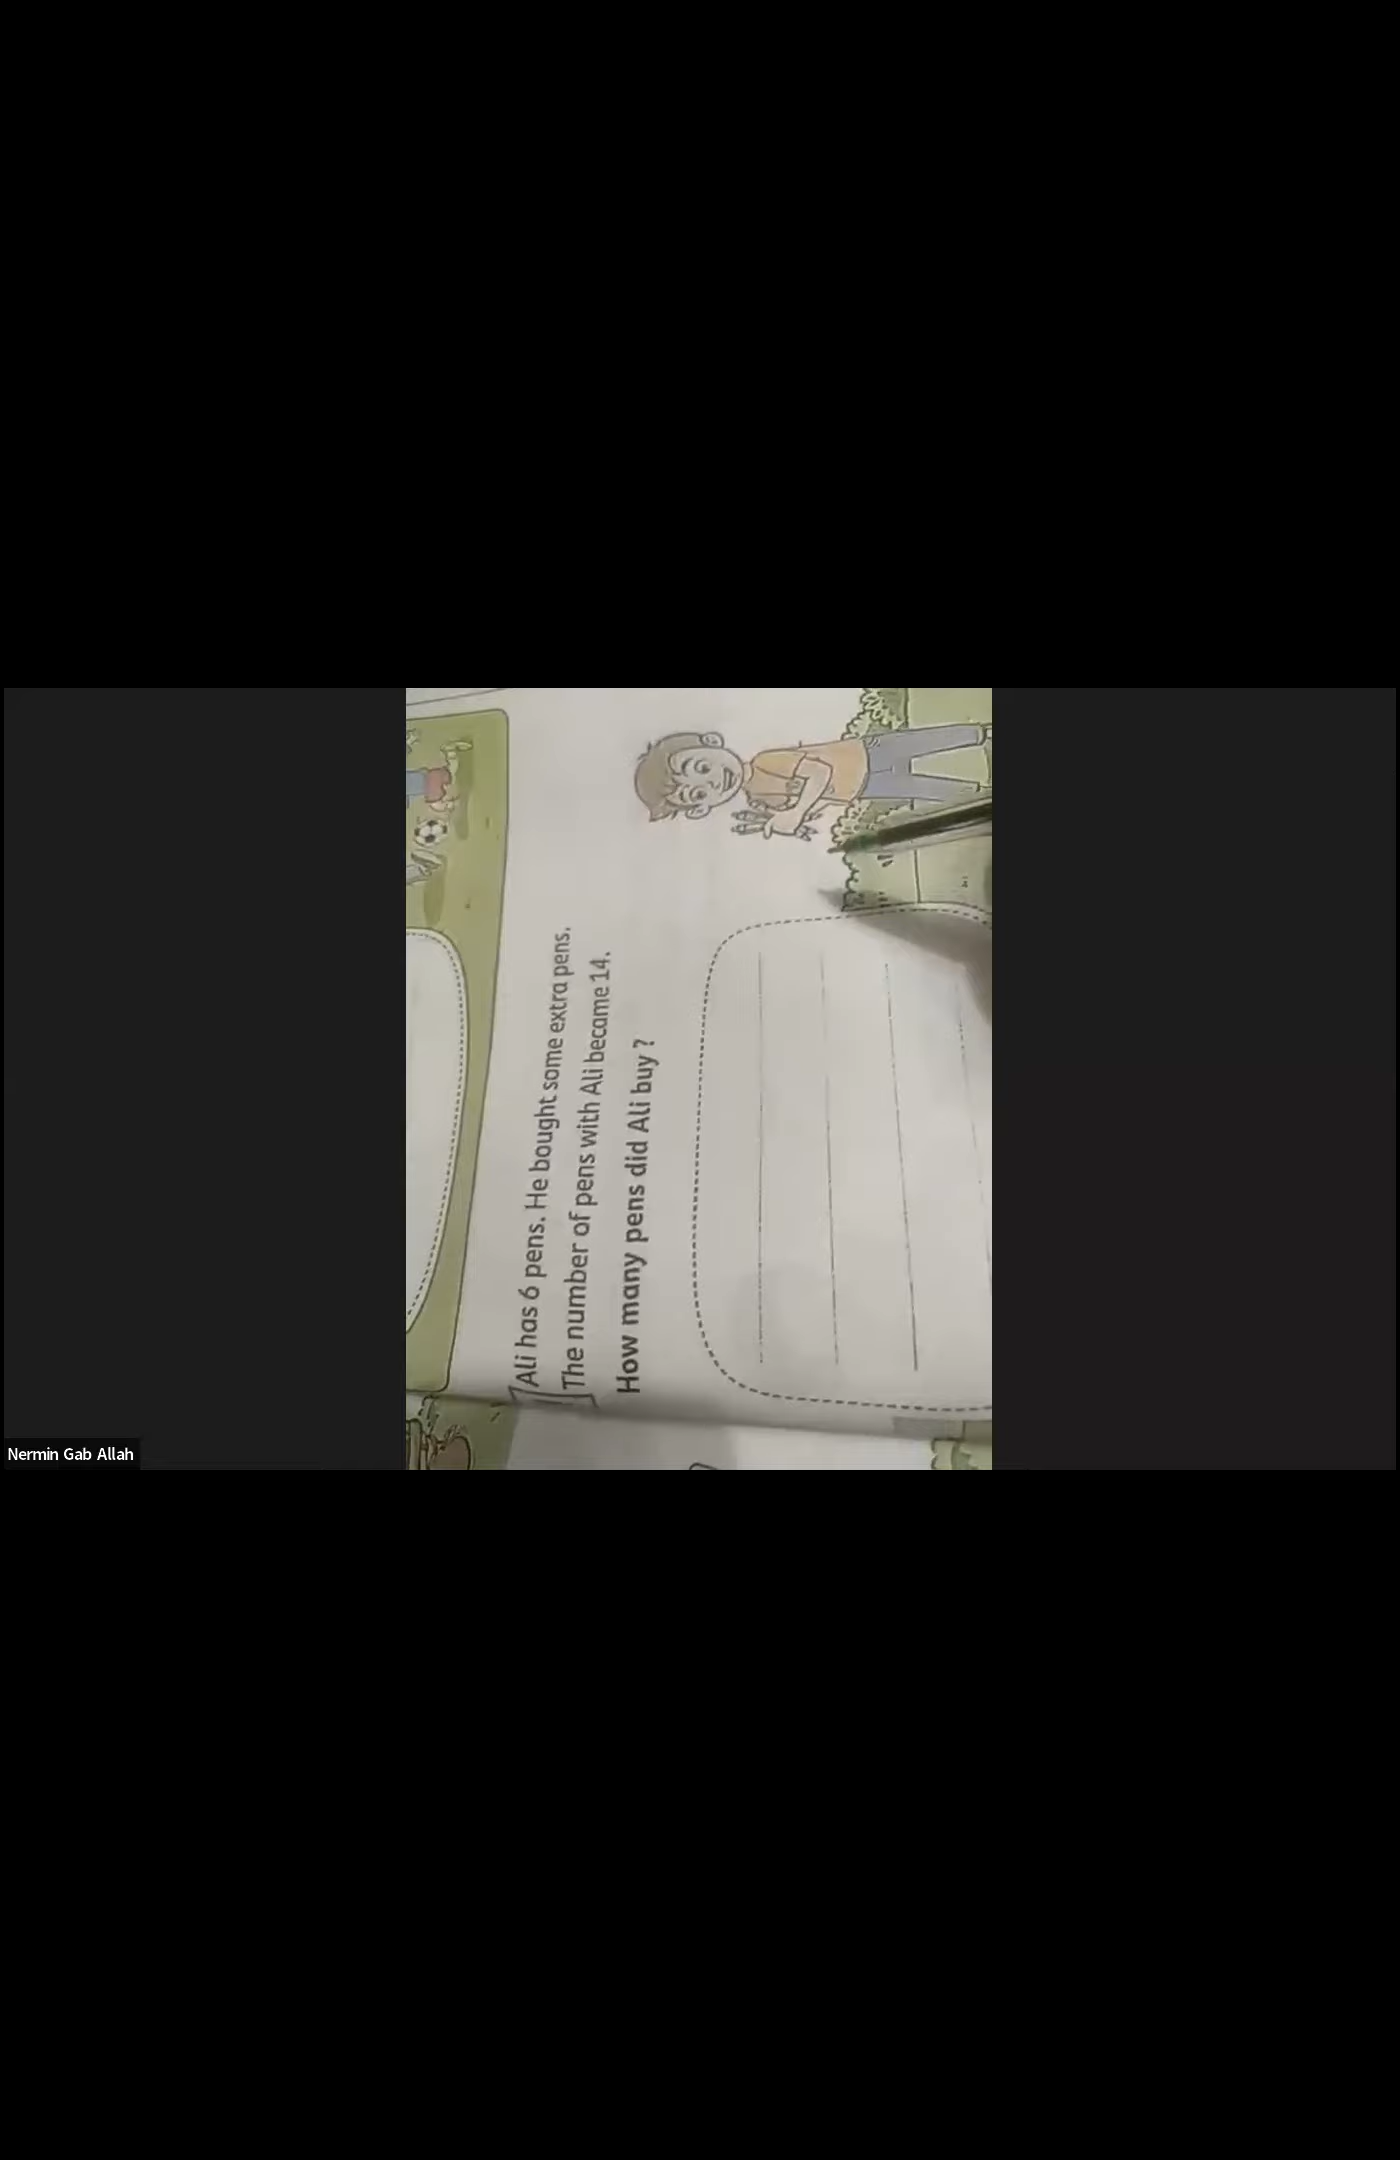 Ali has 6 pens. He bought some extra pens.
The number of pens with Ali became 14.
How many pens did Ali buy ?
Nermin Gab Allah